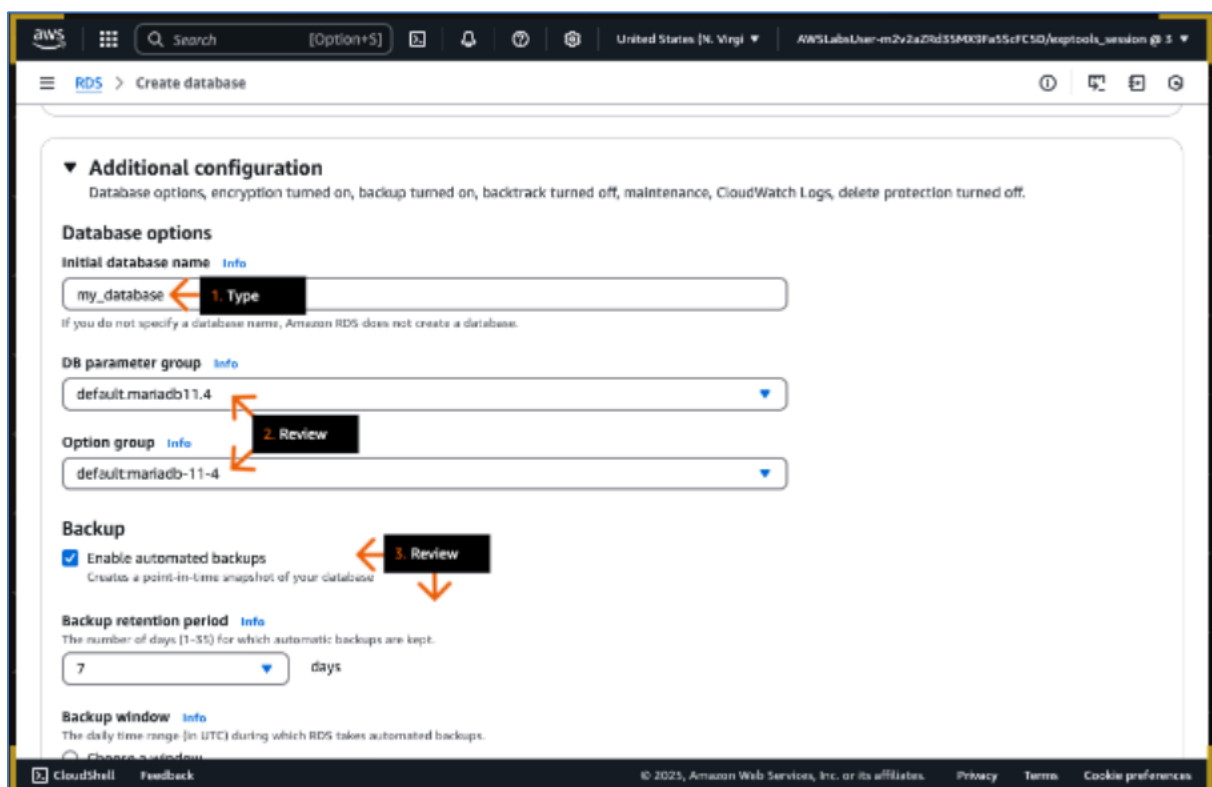 aws
Search [Option+S]
United States (N. Virgi
RDS > Create database
Additional configuration
Database options, encryption turned on, backup turned on, backtrack turned off, maintenance, CloudWatch Logs, delete protection turned off.
Database options
Initial database name Info
my_database
1. Type
If you do not specify a database name, Amazon RDS does not create a database.
DB parameter group Info
default.mariadb11.4
2. Review
Option group Info
default:mariadb-11-4
Backup
Enable automated backups
3. Review
Creates a point-in-time snapshot of your database
Backup retention period Info
The number of days (1-35) for which automatic backups are kept.
7 days
Backup window Info
The daily time range (in UTC) during which RDS takes automated backups.
Choose a window
CloudShell Feedback © 2025, Amazon Web Services, Inc. or its affiliates. Privacy Terms Cookie preferences